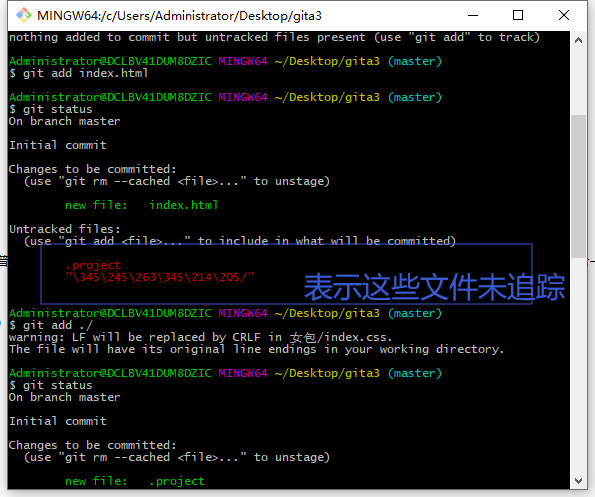 MINGW64:/c/Users/Administrator/Desktop/gita3
nothing added to commit but untracked files present (use "git add" to track)
Administrator@DCLBV41DUM8DZIC MINGW64 ~/Desktop/gita3 (master)
$ git add index.html
Administrator@DCLBV41DUM8DZIC MINGW64 ~/Desktop/gita3 (master)
$ git status
On branch master
Initial commit
Changes to be committed:
(use "git rm --cached <file>..." to unstage)
new file:   index.html
Untracked files:
(use "git add <file>..." to include in what will be committed)
.project
"\345\245\263\345\214\205/"
表示这些文件未追踪
Administrator@DCLBV41DUM8DZIC MINGW64 ~/Desktop/gita3 (master)
$ git add ./
warning: LF will be replaced by CRLF in 女包/index.css.
The file will have its original line endings in your working directory.
Administrator@DCLBV41DUM8DZIC MINGW64 ~/Desktop/gita3 (master)
$ git status
On branch master
Initial commit
Changes to be committed:
(use "git rm --cached <file>..." to unstage)
new file:   .project